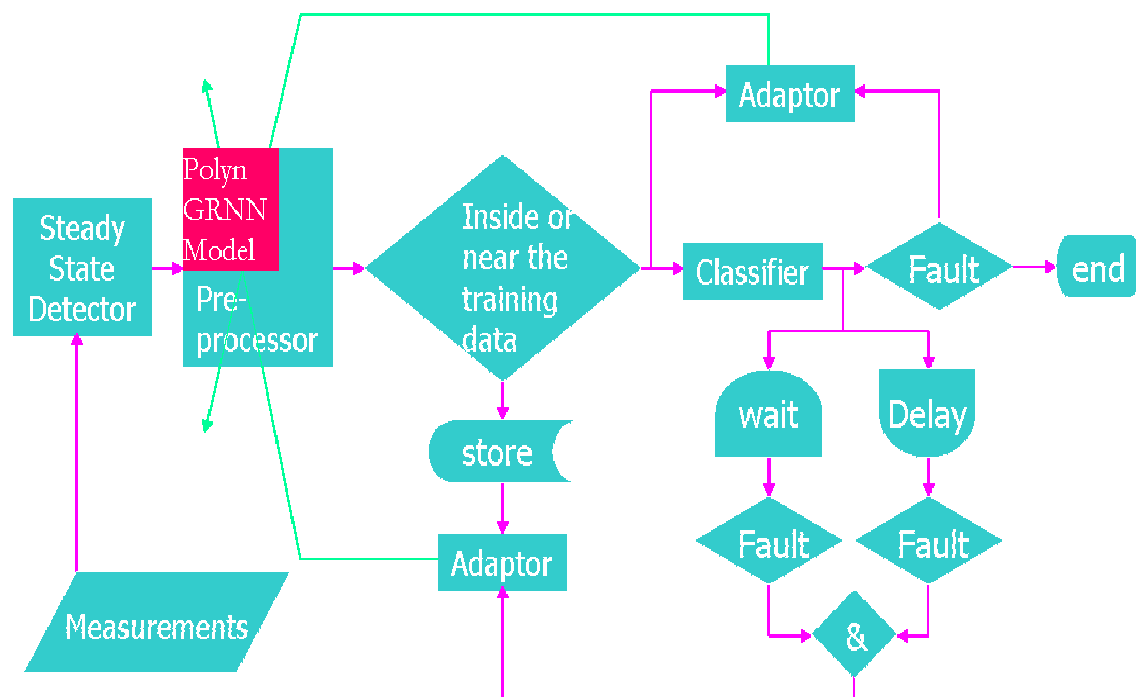 Adaptor
Polyn
GRNN
Model
Pre-
processor
Steady
State
Detector
Inside or
near the
training
data
Classifier
Fault
end
wait
Delay
store
Fault
Fault
Adaptor
Measurements
&